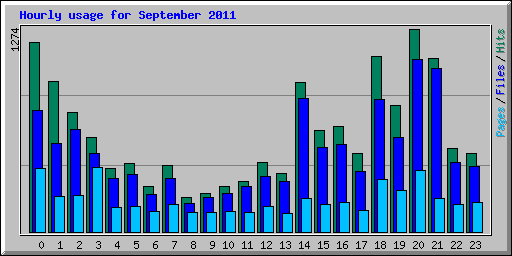 Hourly usage for September 2011
1274
Pages/Files/Hits
0 1 2 3 4 5 6 7 8 9 10 11 12 13 14 15 16 17 18 19 20 21 22 23